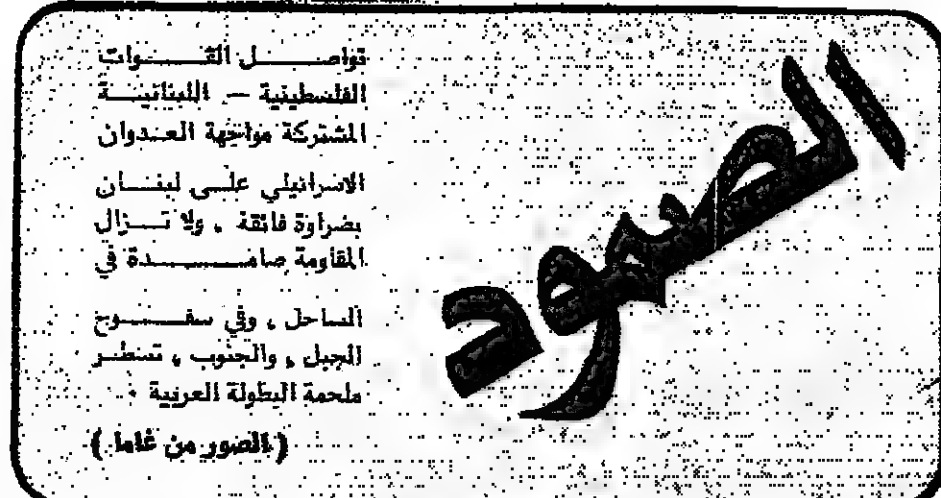 الصمود
تواصل القوات
الفلسطينية – اللبنانية
المشتركة مواجهة العدوان
الاسرائيلي على لبنان
بضراوة فائقة ، ولا تزال
المقاومة صامدة في
الساحل ، وفي سفوح
الجبل ، والجنوب ، تسطر
ملحمة البطولة العربية .
(الصور من غاما)